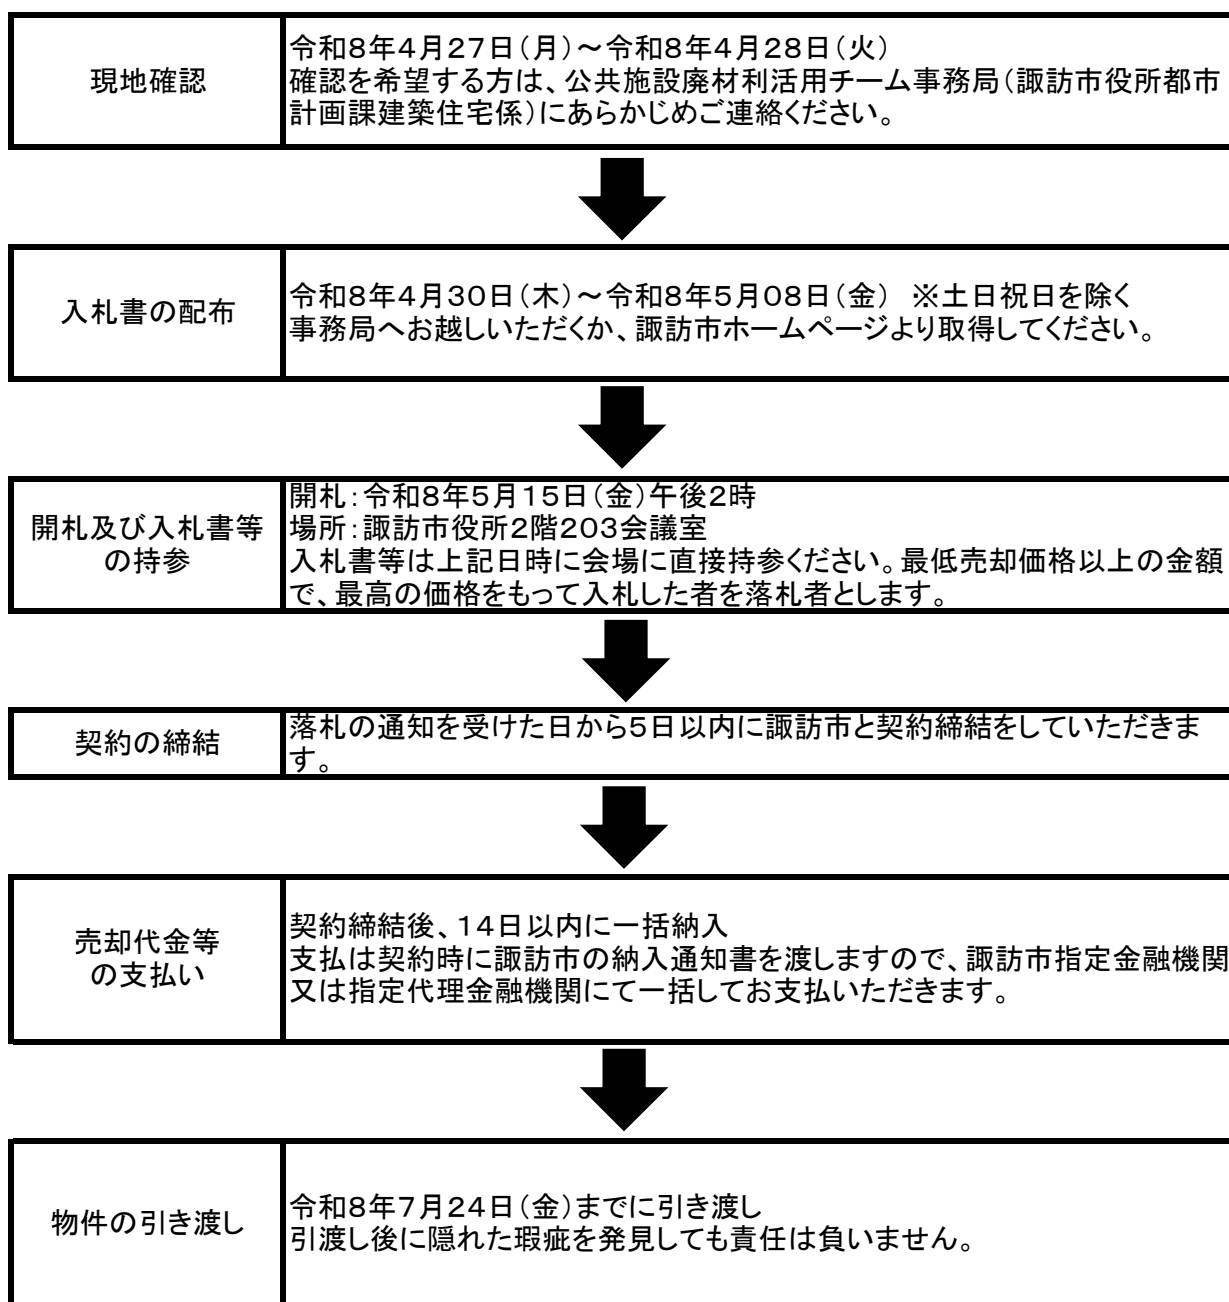 現地確認
令和8年4月27日(月)～令和8年4月28日(火)
確認を希望する方は、公共施設廃材利活用チーム事務局(諏訪市役所都市
計画課建築住宅係)にあらかじめご連絡ください。
入札書の配布
令和8年4月30日(木)～令和8年5月08日(金)　※土日祝日を除く
事務局へお越しいただくか、諏訪市ホームページより取得してください。
開札及び入札書等
の持参
開札:令和8年5月15日(金)午後2時
場所:諏訪市役所2階203会議室
入札書等は上記日時に会場に直接持参ください。最低売却価格以上の金額
で、最高の価格をもって入札した者を落札者とします。
契約の締結
落札の通知を受けた日から5日以内に諏訪市と契約締結をしていただきま
す。
売却代金等
の支払い
契約締結後、14日以内に一括納入
支払は契約時に諏訪市の納入通知書を渡しますので、諏訪市指定金融機関
又は指定代理金融機関にて一括してお支払いただきます。
物件の引き渡し
令和8年7月24日(金)までに引き渡し
引渡し後に隠れた瑕疵を発見しても責任は負いません。